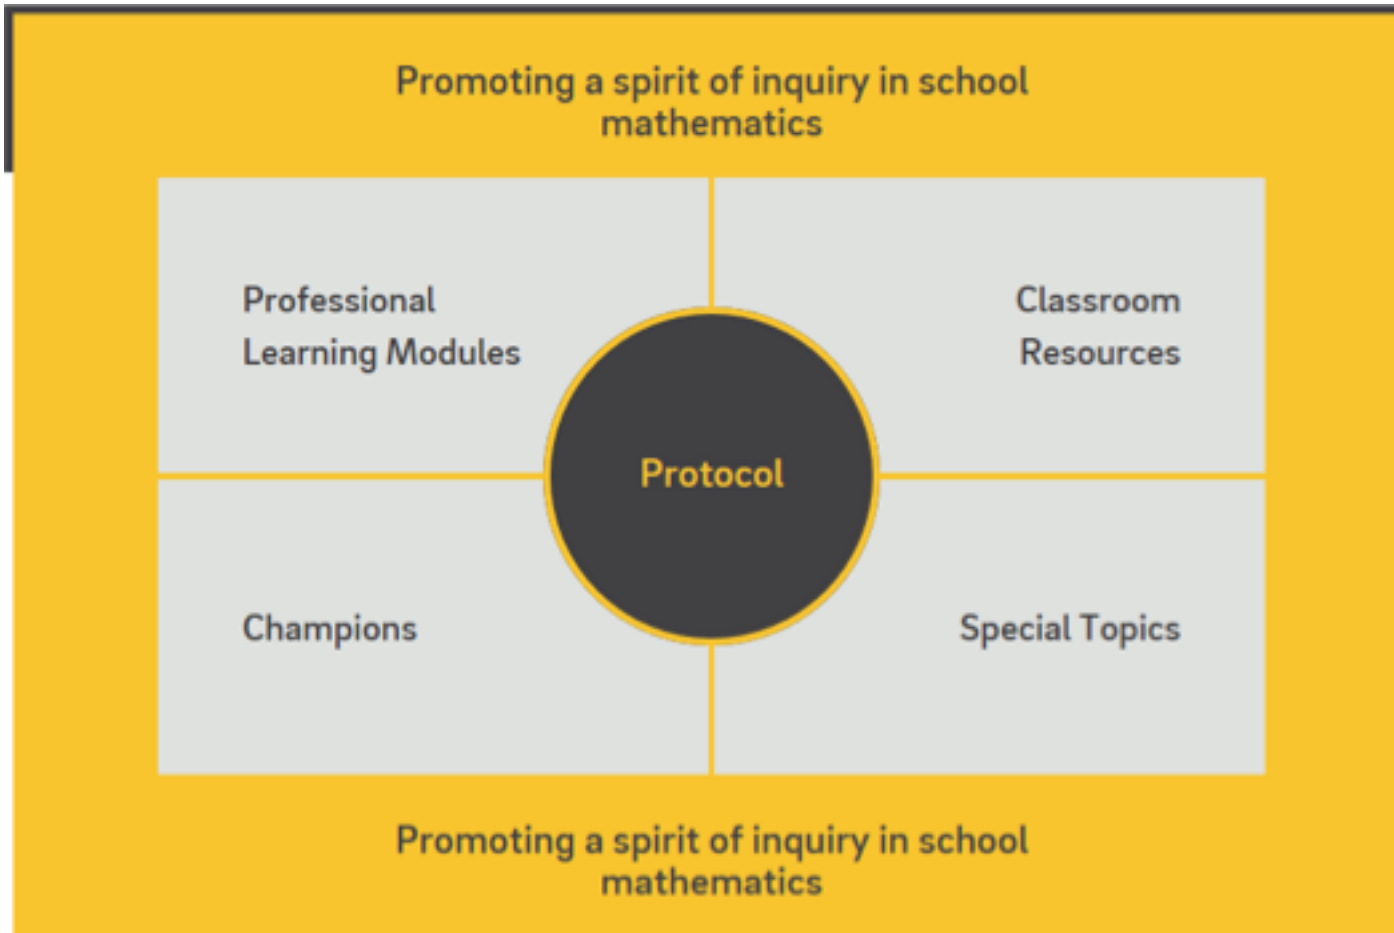 Promoting a spirit of inquiry in school
mathematics
Professional
Learning Modules
Classroom
Resources
Protocol
Champions
Special Topics
Promoting a spirit of inquiry in school
mathematics